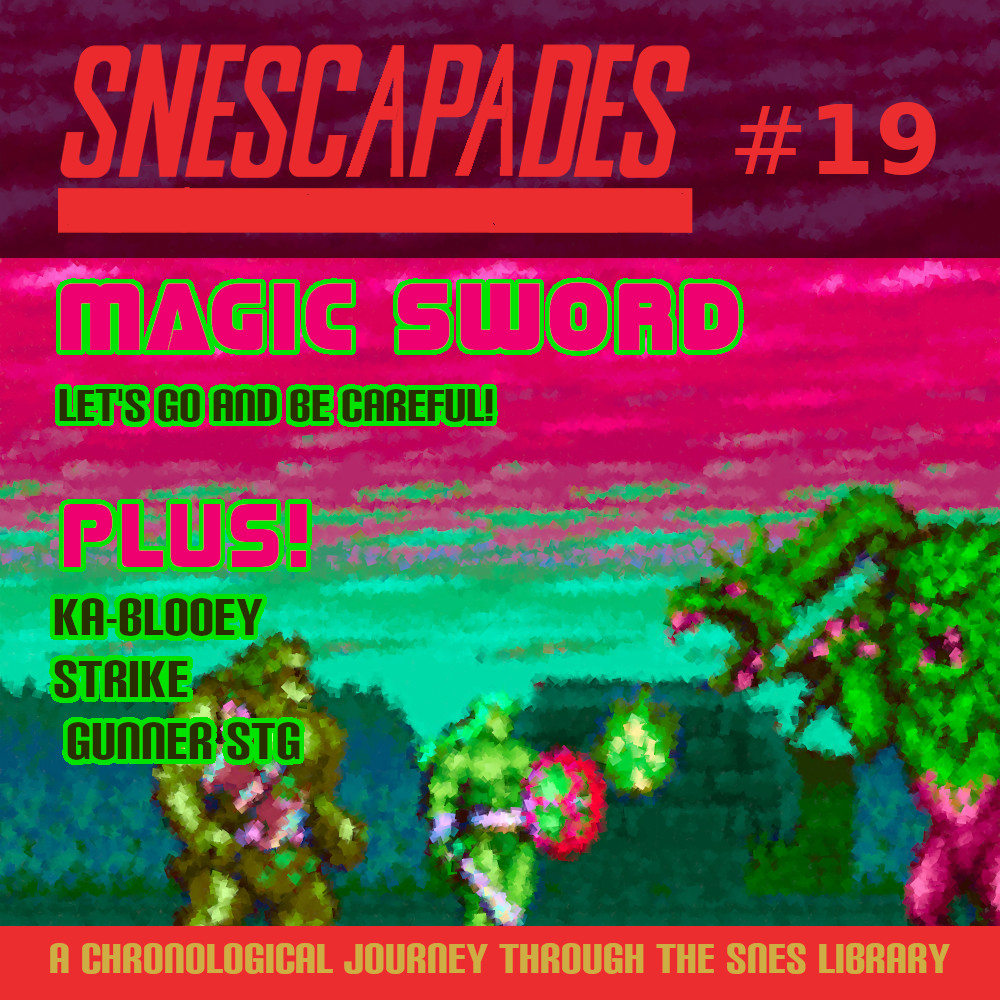 SNESCAPADES #19
MAGIC SWORD
LET'S GO AND BE CAREFUL!
PLUS!
KA-BLOOEY
STRIKE
GUNNER STG
A CHRONOLOGICAL JOURNEY THROUGH THE SNES LIBRARY